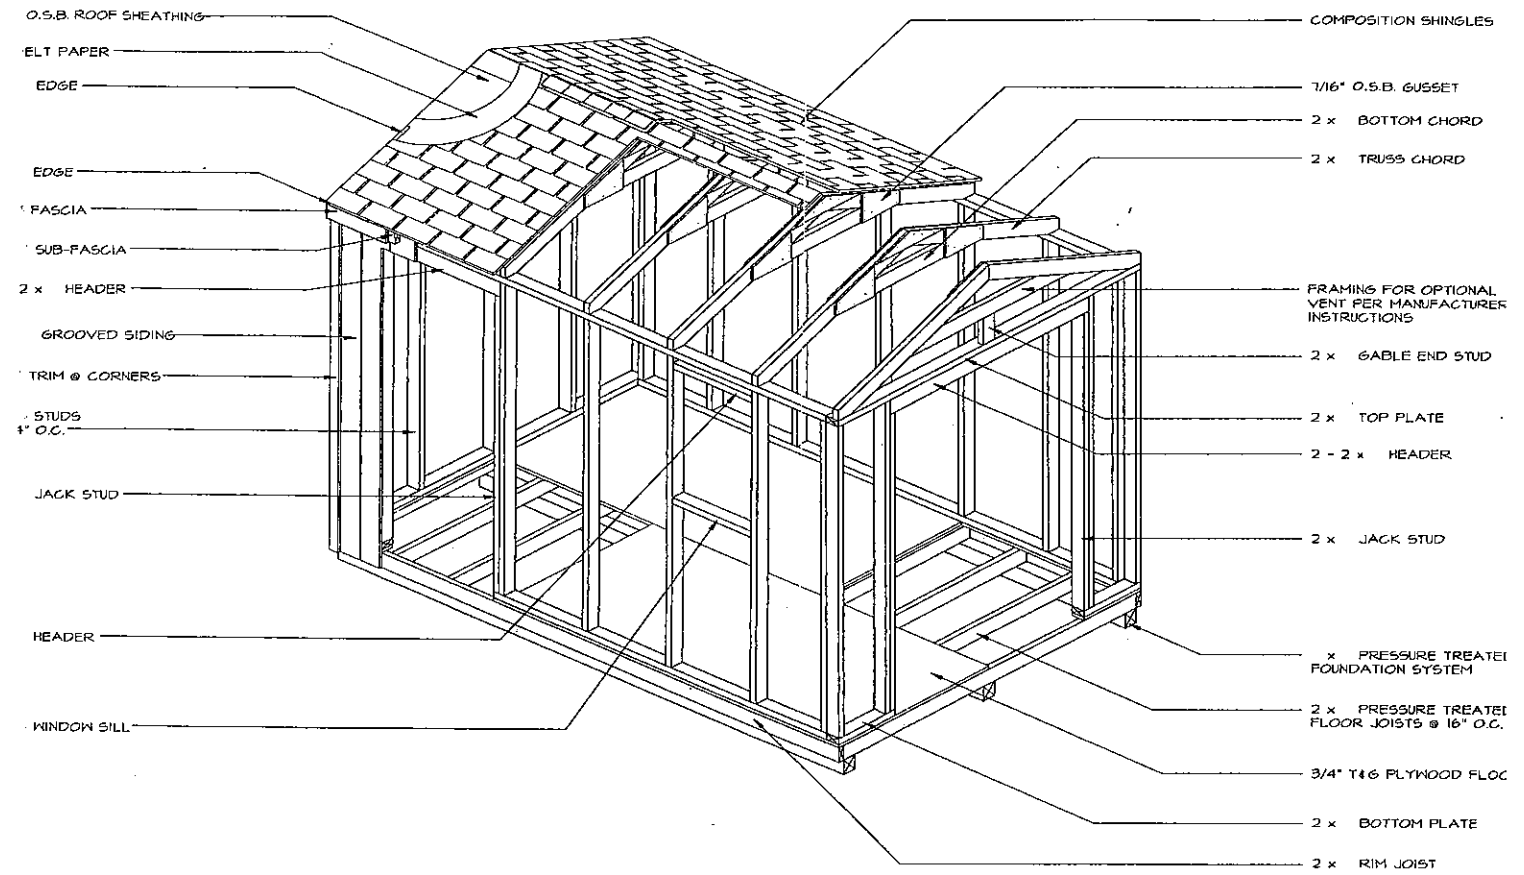 O.S.B. ROOF SHEATHING
ELT PAPER
EDGE
EDGE
FASCIA
SUB-FASCIA
2 x HEADER
GROOVED SIDING
TRIM @ CORNERS
STUDS
4" O.C.
JACK STUD
HEADER
WINDOW SILL
COMPOSITION SHINGLES
7/16" O.S.B. GUSSET
2 x BOTTOM CHORD
2 x TRUSS CHORD
FRAMING FOR OPTIONAL
VENT PER MANUFACTURER
INSTRUCTIONS
2 x GABLE END STUD
2 x TOP PLATE
2 - 2 x HEADER
2 x JACK STUD
x PRESSURE TREATE
FOUNDATION SYSTEM
2 x PRESSURE TREATE
FLOOR JOISTS @ 16" O.C.
3/4" T&G PLYWOOD FLOO
2 x BOTTOM PLATE
2 x RIM JOIST